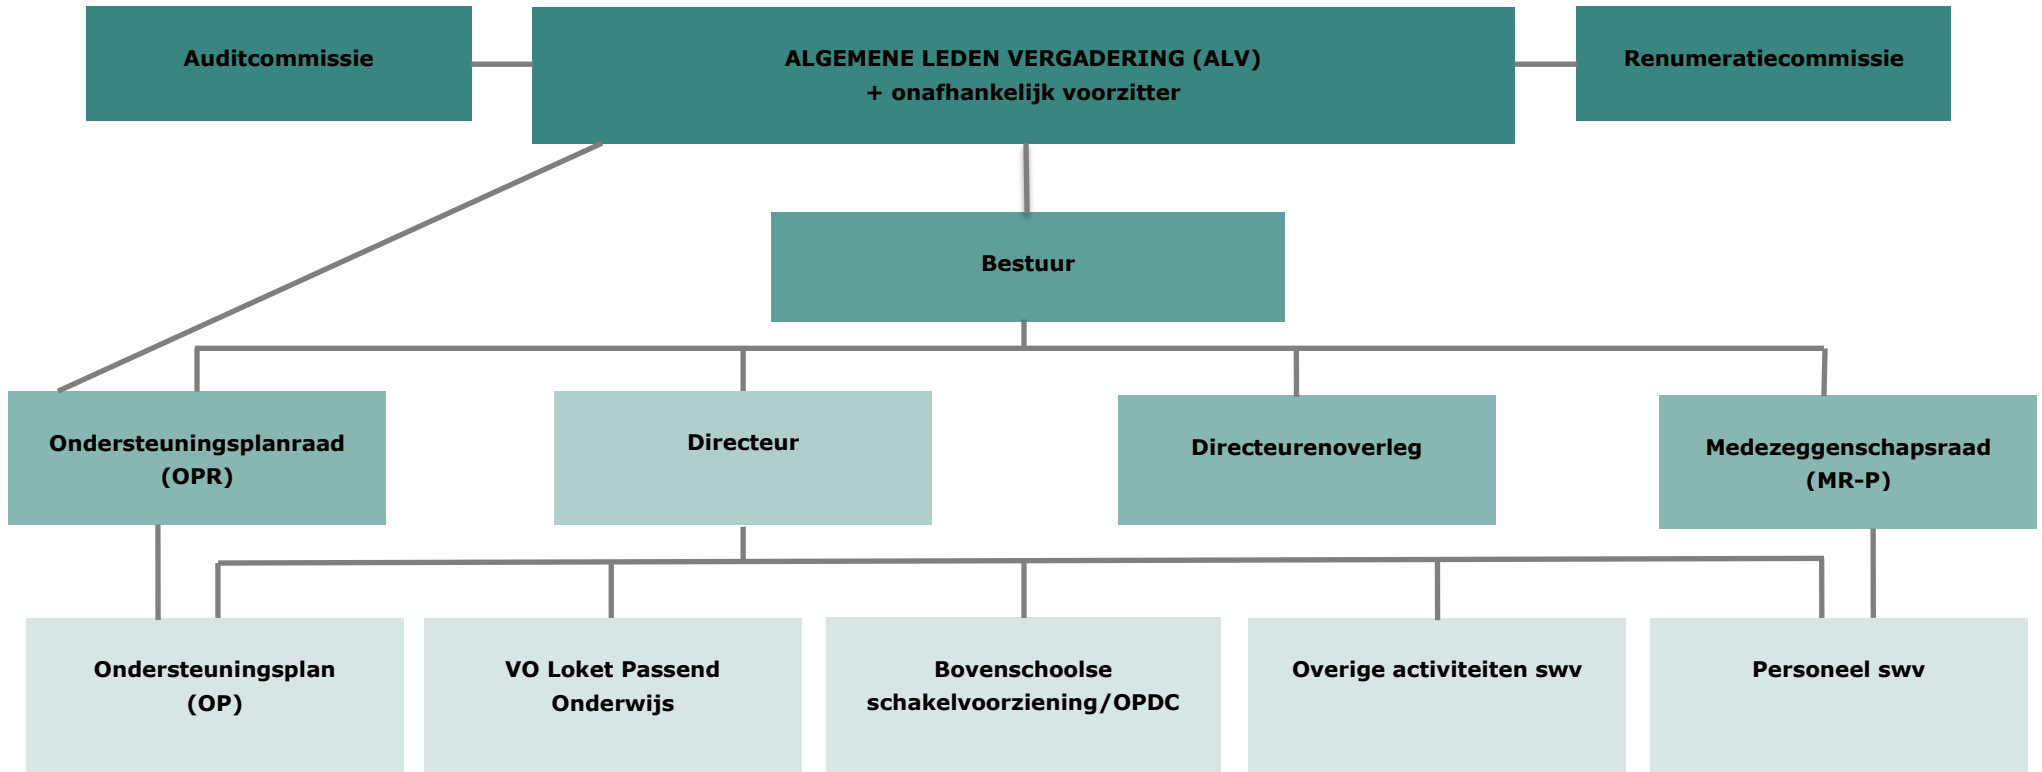 Auditcommissie
ALGEMENE LEDEN VERGADERING (ALV)
+ onafhankelijk voorzitter
Renumeratiecommissie
Bestuur
Ondersteuningsplanraad
(OPR)
Directeur
Directeurenoverleg
Medezeggenschapsraad
(MR-P)
Ondersteuningsplan
(OP)
VO Loket Passend
Onderwijs
Bovenschoolse
schakelvoorziening/OPDC
Overige activiteiten swv
Personeel swv